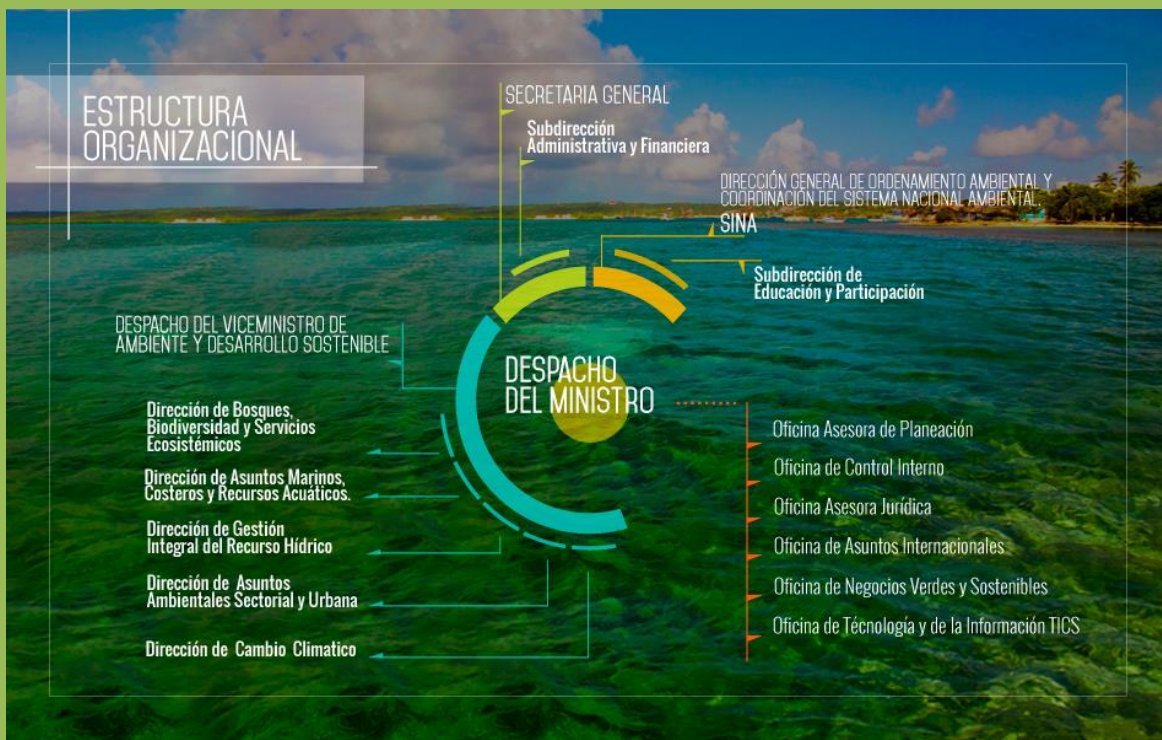 ESTRUCTURA
ORGANIZACIONAL
SECRETARIA GENERAL
Subdirección
Administrativa y Financiera
DIRECCIÓN GENERAL DE ORDENAMIENTO AMBIENTAL Y
COORDINACIÓN DEL SISTEMA NACIONAL AMBIENTAL.
SINA
Subdirección de
Educación y Participación
DESPACHO DEL VICEMINISTRO DE
AMBIENTE Y DESARROLLO SOSTENIBLE
Dirección de Bosques,
Biodiversidad y Servicios
Ecosistémicos
Dirección de Asuntos Marinos,
Costeros y Recursos Acuáticos.
Dirección de Gestión
Integral del Recurso Hídrico
Dirección de Asuntos
Ambientales Sectorial y Urbana
Dirección de Cambio Climatico
DESPACHO
DEL MINISTRO
Oficina Asesora de Planeación
Oficina de Control Interno
Oficina Asesora Jurídica
Oficina de Asuntos Internacionales
Oficina de Negocios Verdes y Sostenibles
Oficina de Técnología y de la Información TICS